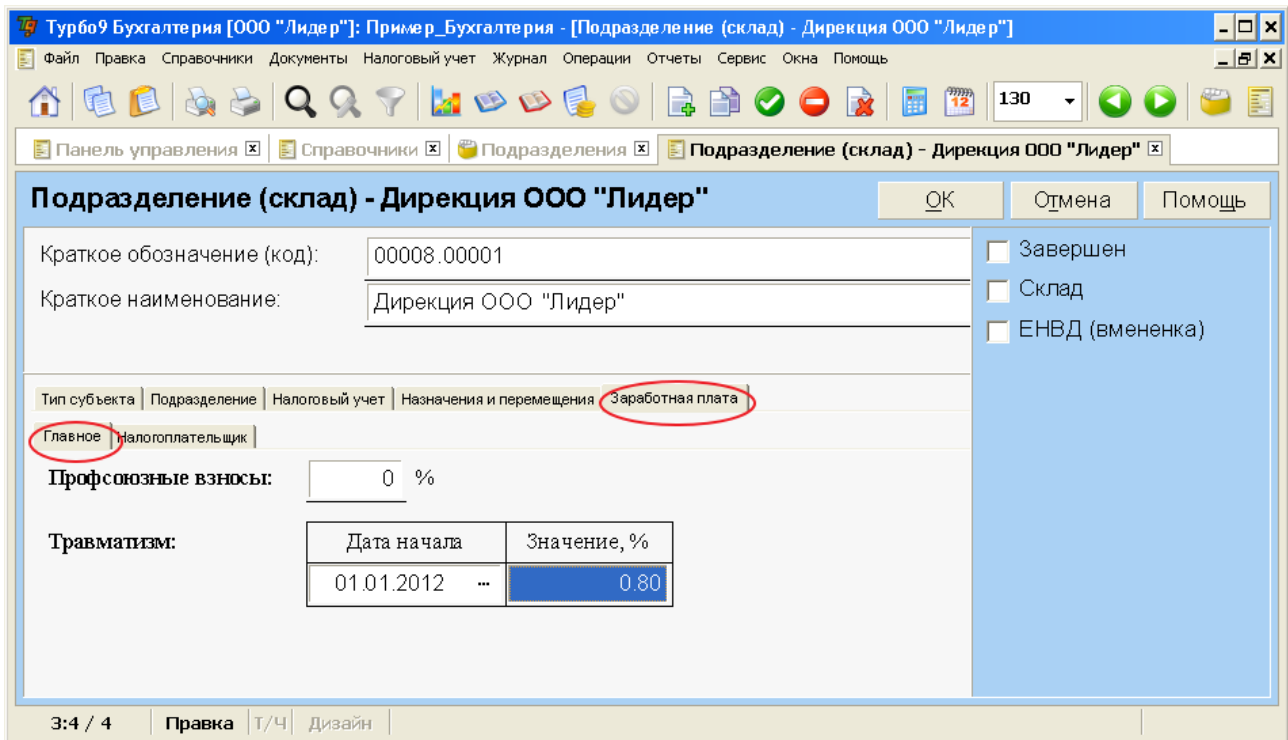 Турбо9 Бухгалтерия [ООО "Лидер"]: Пример_Бухгалтерия - [Подразделение (склад) - Дирекция ООО "Лидер"]
Файл Правка Справочники Документы Налоговый учет Журнал Операции Отчеты Сервис Окна Помощь
12 130
Панель управления Справочники Подразделения Подразделение (склад) - Дирекция ООО "Лидер"
Подразделение (склад) - Дирекция ООО "Лидер" OK Отмена Помощь
Краткое обозначение (код): 00008.00001 Завершен
Краткое наименование: Дирекция ООО "Лидер" Склад
ЕНВД (вмененка)
Тип субъекта Подразделение Налоговый учет Назначения и перемещения Заработная плата
Главное Налогоплательщик
Профсоюзные взносы: 0 %
Травматизм: Дата начала Значение, %
01.01.2012 ... 0.80
3:4 / 4 Правка Т/Ч Дизайн